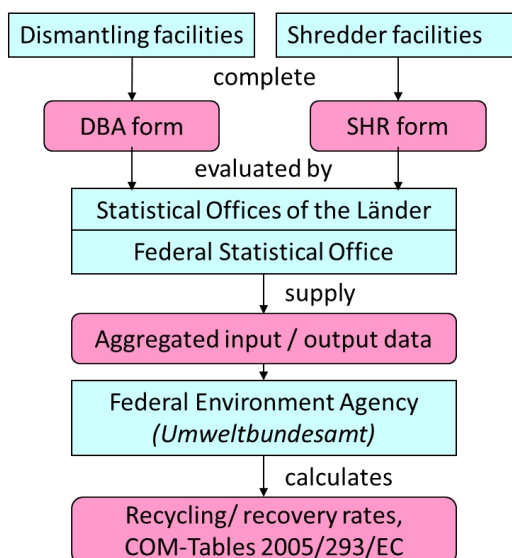 Dismantling facilities
Shredder facilities
complete
DBA form
SHR form
evaluated by
Statistical Offices of the Länder
Federal Statistical Office
supply
Aggregated input / output data
Federal Environment Agency
(Umweltbundesamt)
calculates
Recycling/ recovery rates,
COM-Tables 2005/293/EC